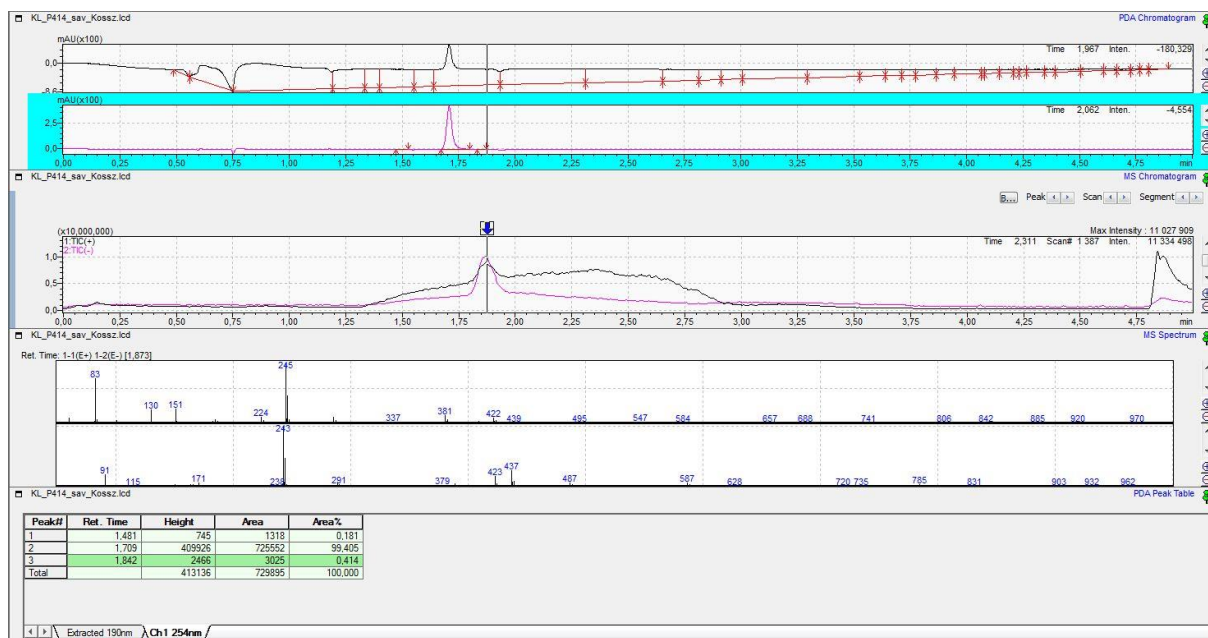 KL_P414_sav_Kossz.lcd PDA Chromatogram
mAU(x100)
Time 1,967 Inten. -180,329
0,0
-8,6
mAU(x100)
Time 2,062 Inten. -4,554
2,5
0,0
0,00 0,25 0,50 0,75 1,00 1,25 1,50 1,75 2,00 2,25 2,50 2,75 3,00 3,25 3,50 3,75 4,00 4,25 4,50 4,75 min
KL_P414_sav_Kossz.lcd MS Chromatogram
B... Peak Scan Segment
(x10,000,000) Max Intensity : 11 027 909
1:TIC(+) Time 2,311 Scan# 1 387 Inten. 11 334 498
2:TIC(-)
1,0
0,5
0,0
0,00 0,25 0,50 0,75 1,00 1,25 1,50 1,75 2,00 2,25 2,50 2,75 3,00 3,25 3,50 3,75 4,00 4,25 4,50 4,75 min
KL_P414_sav_Kossz.lcd MS Spectrum
Ret. Time: 1-1(E+) 1-2(E-) [1,873]
83 130 151 224 245 337 381 422 439 495 547 584 657 688 741 806 842 885 920 970
91 115 171 238 243 291 379 423 437 487 587 628 720 735 785 831 903 932 962
KL_P414_sav_Kossz.lcd PDA Peak Table
Peak# Ret. Time Height Area Area%
1 1,481 745 1318 0,181
2 1,709 409926 725552 99,405
3 1,842 2466 3025 0,414
Total 413136 729895 100,000
Extracted 190nm Ch1 254nm